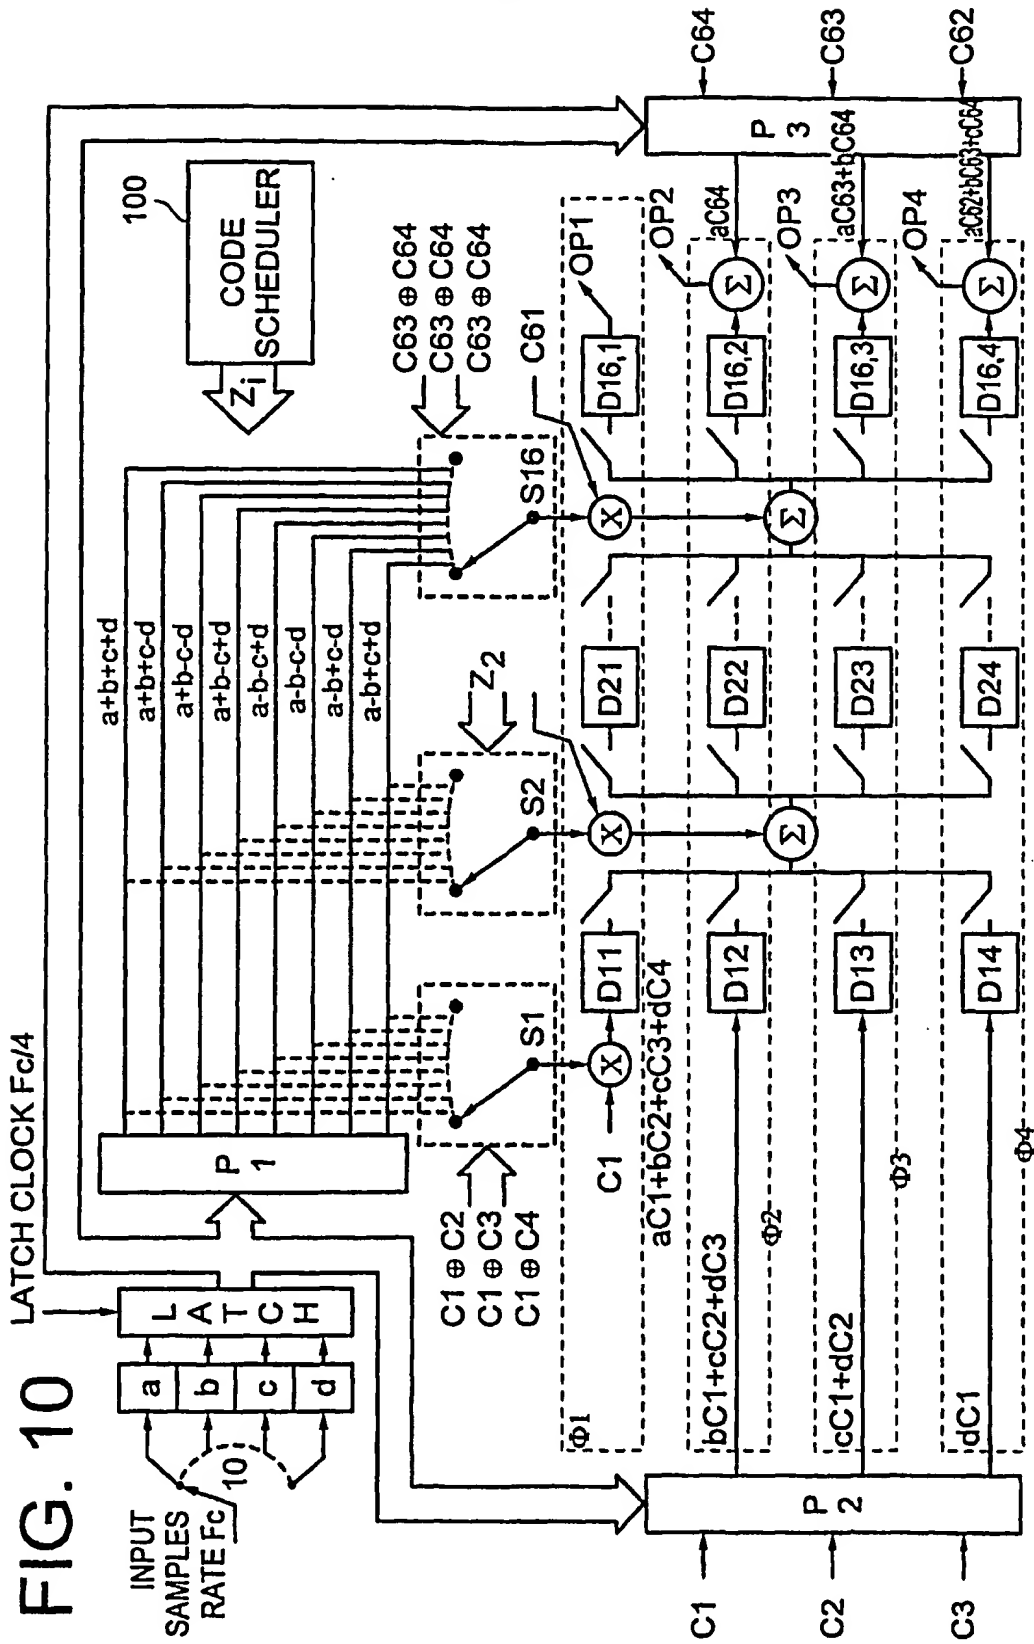 FIG. 10
INPUT
SAMPLES
RATE Fc
10
a
b
c
d
LATCH CLOCK Fc/4
L
A
T
C
H
P
1
a+b+c+d
a+b+c-d
a+b-c-d
a+b-c+d
a-b-c+d
a-b-c-d
a-b+c-d
a-b+c+d
100
CODE
SCHEDULER
Zi
C1⊕C2
C1⊕C3
C1⊕C4
S1
Z2
S2
C63⊕C64
C63⊕C64
C63⊕C64
S16
C61
Φ1
C1
X
D11
X
D21
X
D16,1
OP1
aC1+bC2+cC3+dC4
bC1+cC2+dC3
Φ2
D12
Σ
D22
Σ
D16,2
Σ
OP2
aC64
cC1+dC2
Φ3
D13
D23
D16,3
Σ
OP3
aC63+bC64
dC1
Φ4
D14
D24
D16,4
Σ
OP4
aC62+bC63+cC64
P
2
C1
C2
C3
P
3
C64
C63
C62